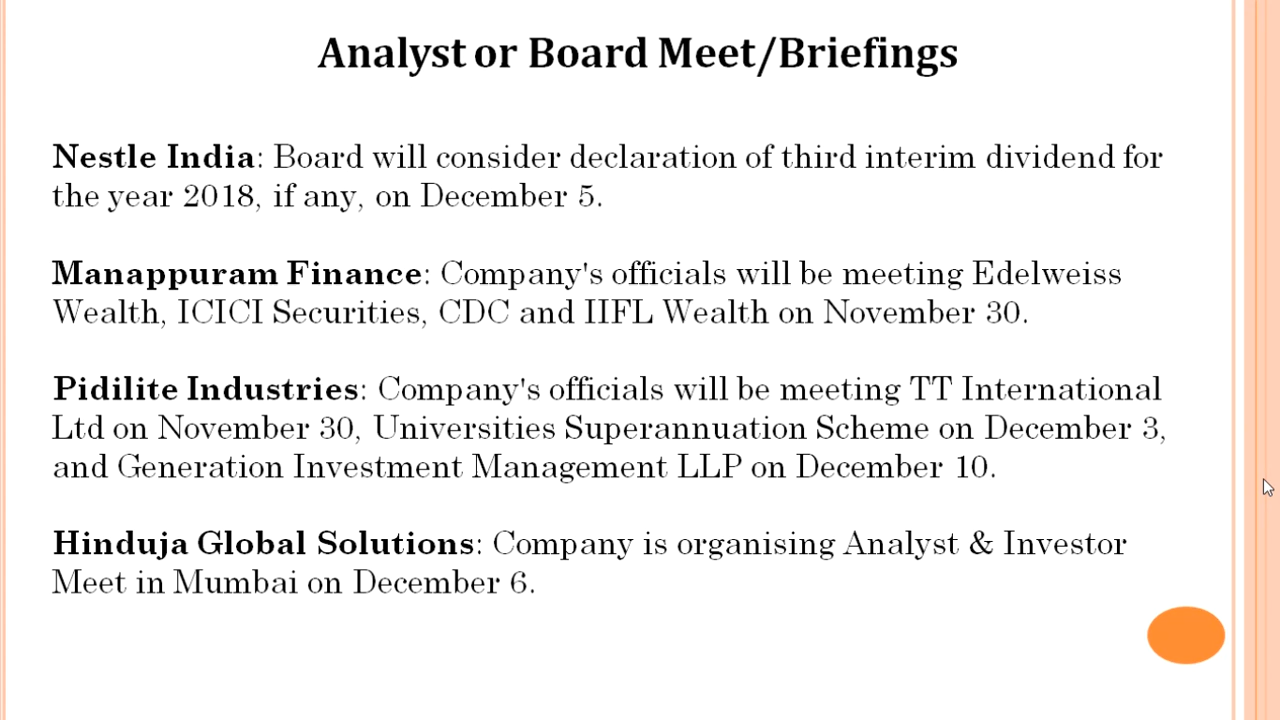 Analyst or Board Meet/Briefings
Nestle India: Board will consider declaration of third interim dividend for
the year 2018, if any, on December 5.
Manappuram Finance: Company's officials will be meeting Edelweiss
Wealth, ICICI Securities, CDC and IIFL Wealth on November 30.
Pidilite Industries: Company's officials will be meeting TT International
Ltd on November 30, Universities Superannuation Scheme on December 3,
and Generation Investment Management LLP on December 10.
Hinduja Global Solutions: Company is organising Analyst & Investor
Meet in Mumbai on December 6.